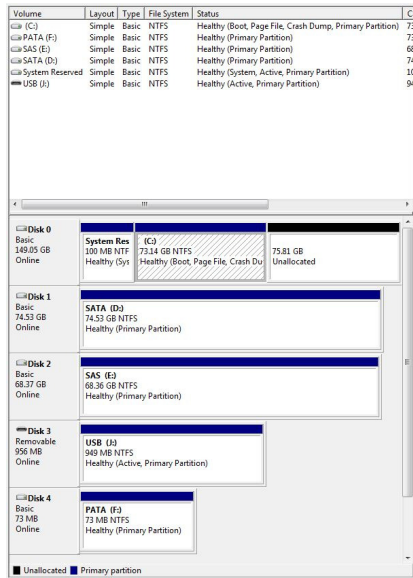 Volume Layout Type File System Status C
(C:) Simple Basic NTFS Healthy (Boot, Page File, Crash Dump, Primary Partition) 73
PATA (F:) Simple Basic NTFS Healthy (Primary Partition) 73
SAS (E:) Simple Basic NTFS Healthy (Primary Partition) 68
SATA (D:) Simple Basic NTFS Healthy (Primary Partition) 74
System Reserved Simple Basic NTFS Healthy (System, Active, Primary Partition) 10
USB (J:) Simple Basic NTFS Healthy (Active, Primary Partition) 94
Disk 0
Basic
149.05 GB
Online
System Res
100 MB NTF
Healthy (Sys
(C:)
73.14 GB NTFS
Healthy (Boot, Page File, Crash Du
75.81 GB
Unallocated
Disk 1
Basic
74.53 GB
Online
SATA (D:)
74.53 GB NTFS
Healthy (Primary Partition)
Disk 2
Basic
68.37 GB
Online
SAS (E:)
68.36 GB NTFS
Healthy (Primary Partition)
Disk 3
Removable
956 MB
Online
USB (J:)
949 MB NTFS
Healthy (Active, Primary Partition)
Disk 4
Basic
73 MB
Online
PATA (F:)
73 MB NTFS
Healthy (Primary Partition)
Unallocated Primary partition